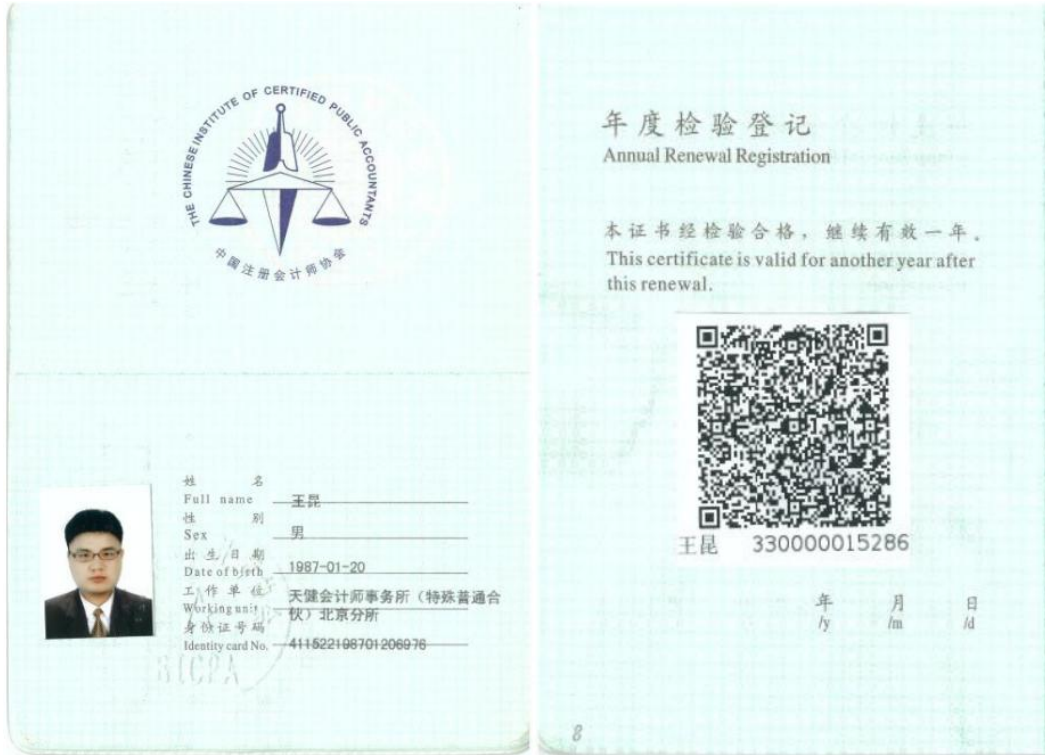 THE CHINESE INSTITUTE OF CERTIFIED PUBLIC ACCOUNTANTS
中国注册会计师协会
姓 名
Full name 王昆
性 别
Sex 男
出生日期
Date of birth 1987-01-20
工作单位
Working unit 天健会计师事务所（特殊普通合
伙）北京分所
身份证号码
Identity card No. 411522198701206976
年度检验登记
Annual Renewal Registration
本证书经检验合格，继续有效一年。
This certificate is valid for another year after
this renewal.
王昆 330000015286
年 月 日
/y /m /d
8